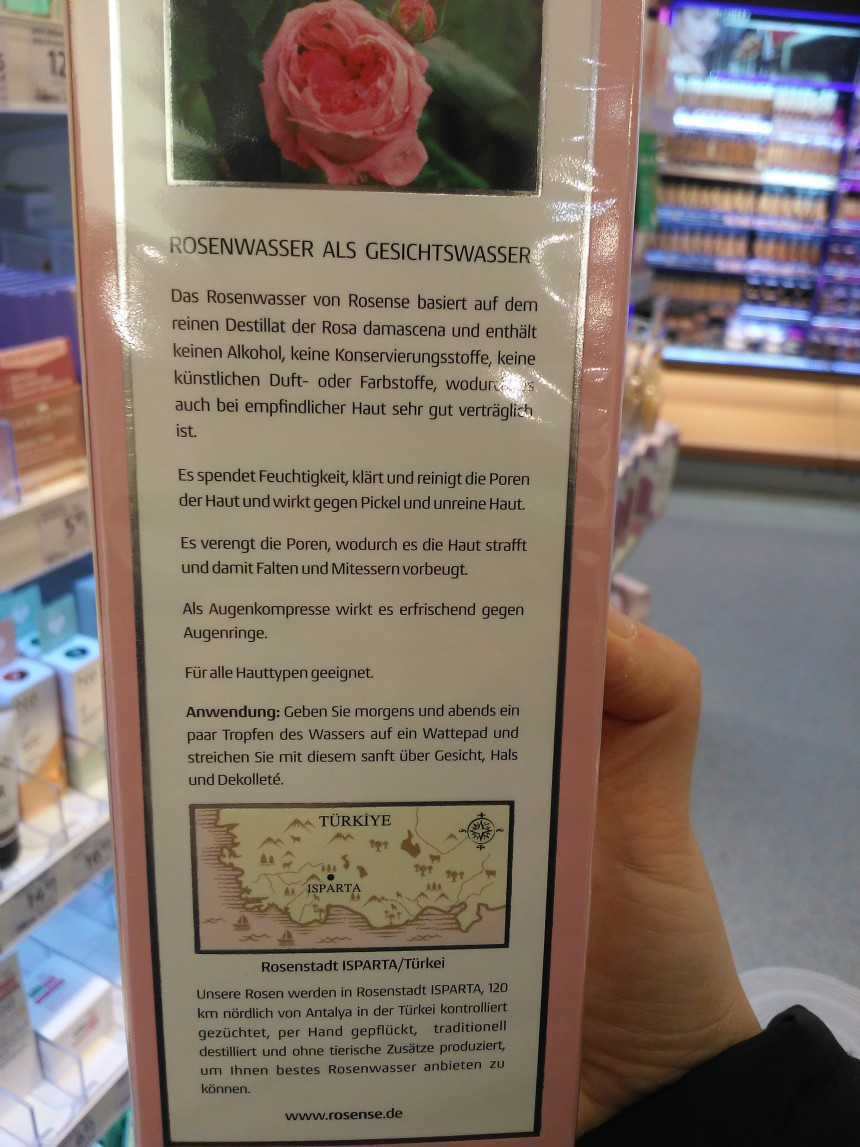 ROSENWASSER ALS GESICHTSWASSER
Das Rosenwasser von Rosense basiert auf dem
reinen Destillat der Rosa damascena und enthält
keinen Alkohol, keine Konservierungsstoffe, keine
künstlichen Duft- oder Farbstoffe,
auch bei empfindlicher Haut sehr gut verträglich
ist.
Es spendet Feuchtigkeit, klärt und reinigt die Poren
der Haut und wirkt gegen Pickel und unreine Haut.
Es verengt die Poren, wodurch es die Haut strafft
und damit Falten und Mitessern vorbeugt.
Als Augenkompresse wirkt es erfrischend gegen
Augenringe.
Für alle Hauttypen geeignet.
Anwendung: Geben Sie morgens und abends ein
paar Tropfen des Wassers auf ein Wattepad und
streichen Sie mit diesem sanft über Gesicht, Hals
und Dekolleté.
TÜRKİYE
ISPARTA
Rosenstadt ISPARTA/Türkei
Unsere Rosen werden in Rosenstadt ISPARTA, 120
km nördlich von Antalya in der Türkei kontrolliert
gezüchtet, per Hand gepflückt, traditionell
destilliert und ohne tierische Zusätze produziert,
um Ihnen bestes Rosenwasser anbieten zu
können.
www.rosense.de